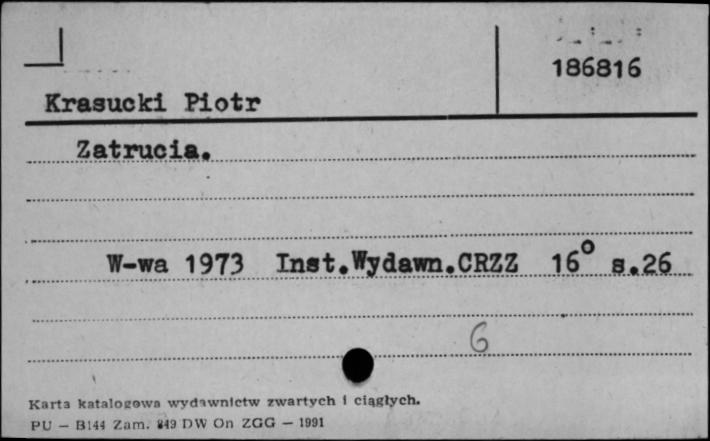 186816
Krasucki Piotr
Zatrucia.
W-wa 1973 Inst.Wydawn.CRZZ 16° s.26
6
Karta katalogowa wydawnictw zwartych i ciągłych.
PU — B144 Zam. 849 DW On ZGG — 1991